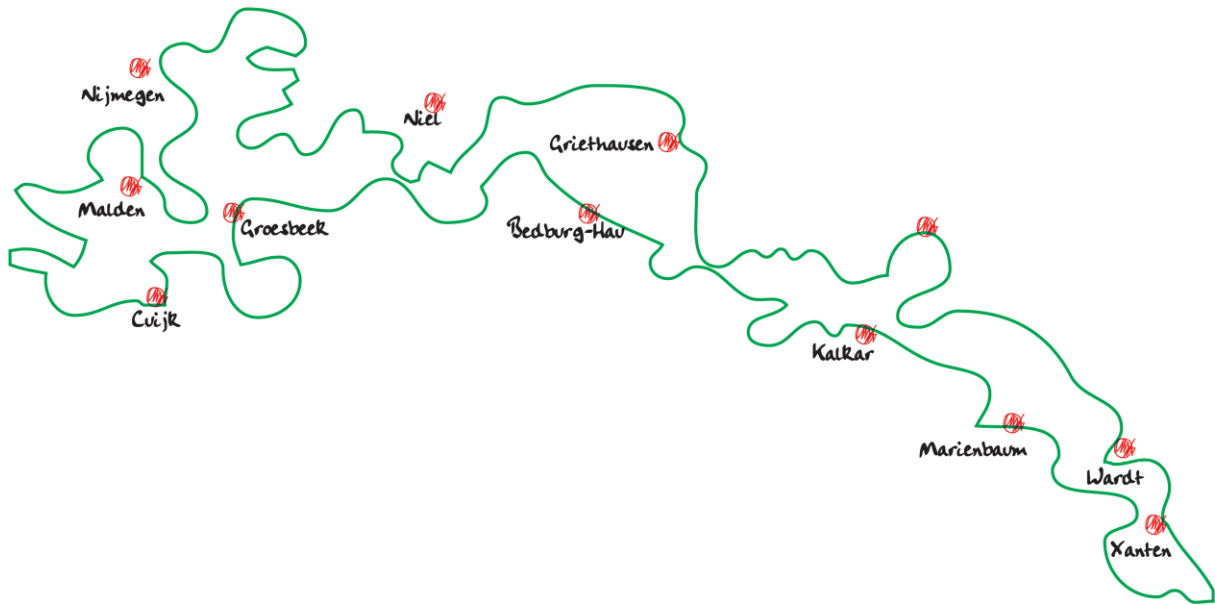 Nijmegen
Niel
Griethausen
Malden
Groesbeek
Bedburg-Hau
Cuijk
Kalkar
Marienbaum
Wardt
Xanten